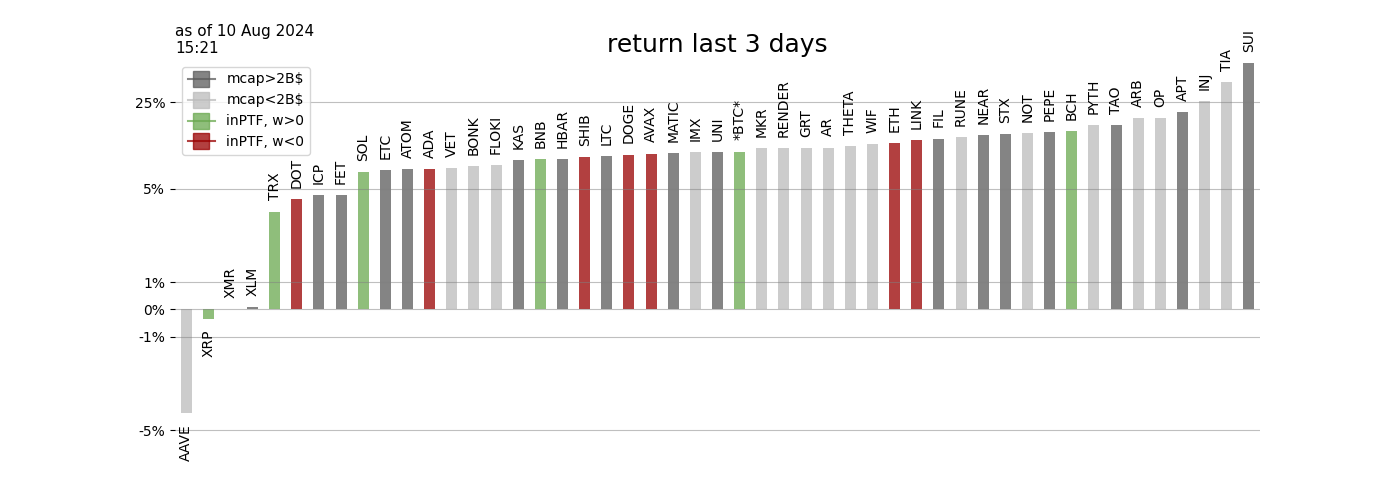 as of 10 Aug 2024
15:21
return last 3 days
mcap>2B$
mcap<2B$
inPTF, w>0
inPTF, w<0
25%
5%
1%
0%
-1%
-5%
AAVE
XRP
XMR
XLM
TRX
DOT
ICP
FET
SOL
ETC
ATOM
ADA
VET
BONK
FLOKI
KAS
BNB
HBAR
SHIB
LTC
DOGE
AVAX
MATIC
IMX
UNI
*BTC*
MKR
RENDER
GRT
AR
THETA
WIF
ETH
LINK
FIL
RUNE
NEAR
STX
NOT
PEPE
BCH
PYTH
TAO
ARB
OP
APT
INJ
TIA
SUI